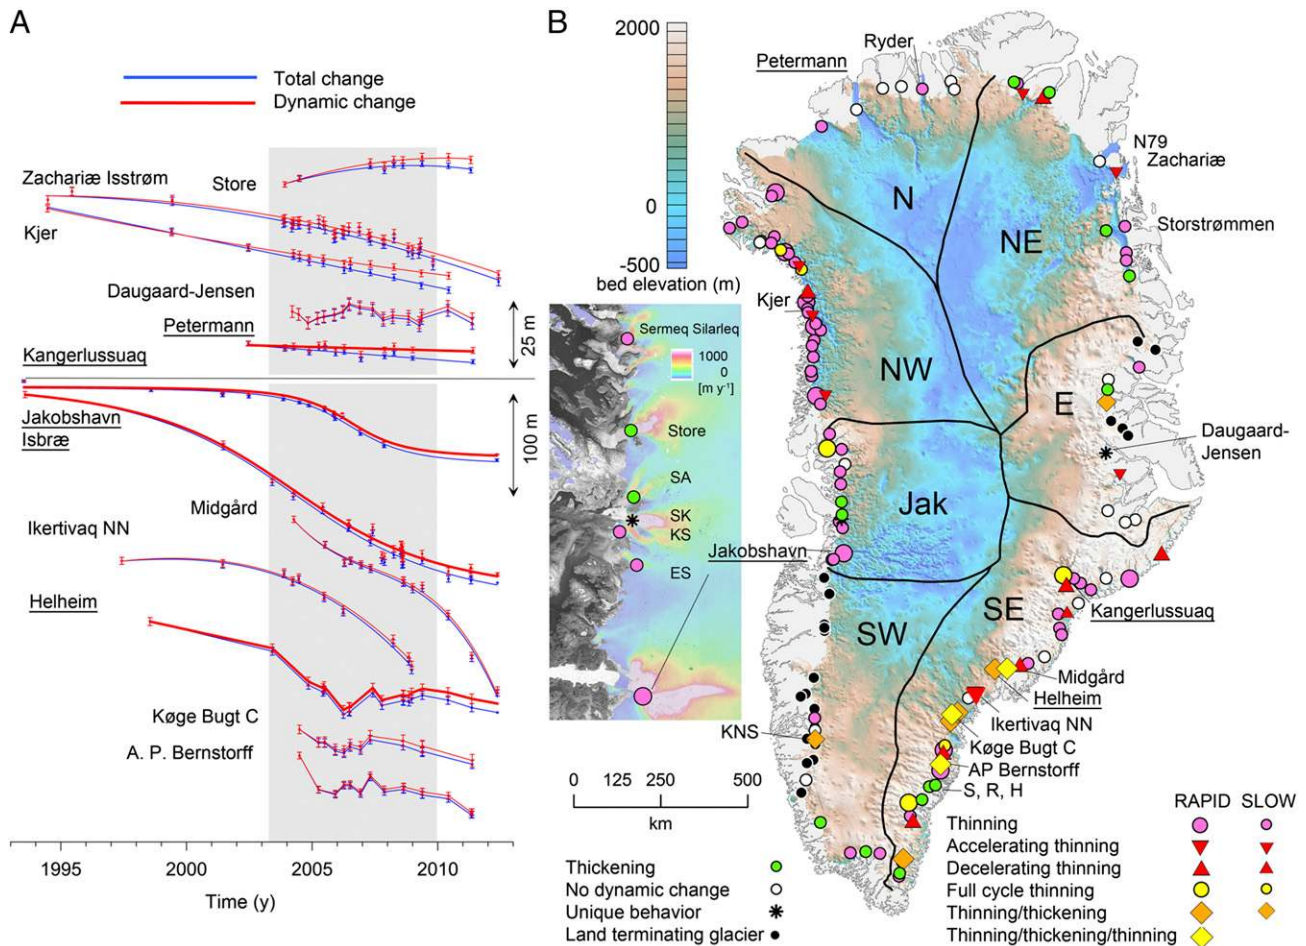 A
Total change
Dynamic change
Zachariæ Isstrøm
Store
Kjer
Daugaard-Jensen
Petermann
Kangerlussuaq
25 m
Jakobshavn
Isbræ
100 m
Midgård
Ikertivaq NN
Helheim
Køge Bugt C
A. P. Bernstorff
1995
2000
2005
2010
Time (y)
B
2000
0
-500
bed elevation (m)
Sermeq Silarleq
1000
0
[m y⁻¹]
Store
SA
SK
KS
ES
0 125 250 500
km
Petermann
Ryder
N79
Zachariæ
Storstrømmen
N
NE
Kjer
NW
E
Daugaard-
Jensen
Jak
Jakobshavn
SE
Kangerlussuaq
SW
Midgård
Helheim
Ikertivaq NN
KNS
Køge Bugt C
AP Bernstorff
S, R, H
Thickening
No dynamic change
Unique behavior
Land terminating glacier
RAPID SLOW
Thinning
Accelerating thinning
Decelerating thinning
Full cycle thinning
Thinning/thickening
Thinning/thickening/thinning